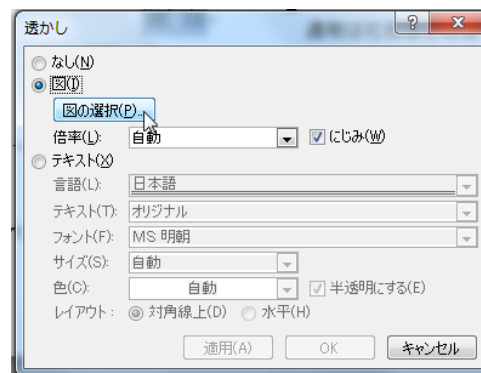 透かし
なし(N)
図(I)
図の選択(P)...
倍率(L): 自動 にじみ(W)
テキスト(X)
言語(L): 日本語
テキスト(T): オリジナル
フォント(F): MS 明朝
サイズ(S): 自動
色(C): 自動 半透明にする(E)
レイアウト: 対角線上(D) 水平(H)
適用(A) OK キャンセル